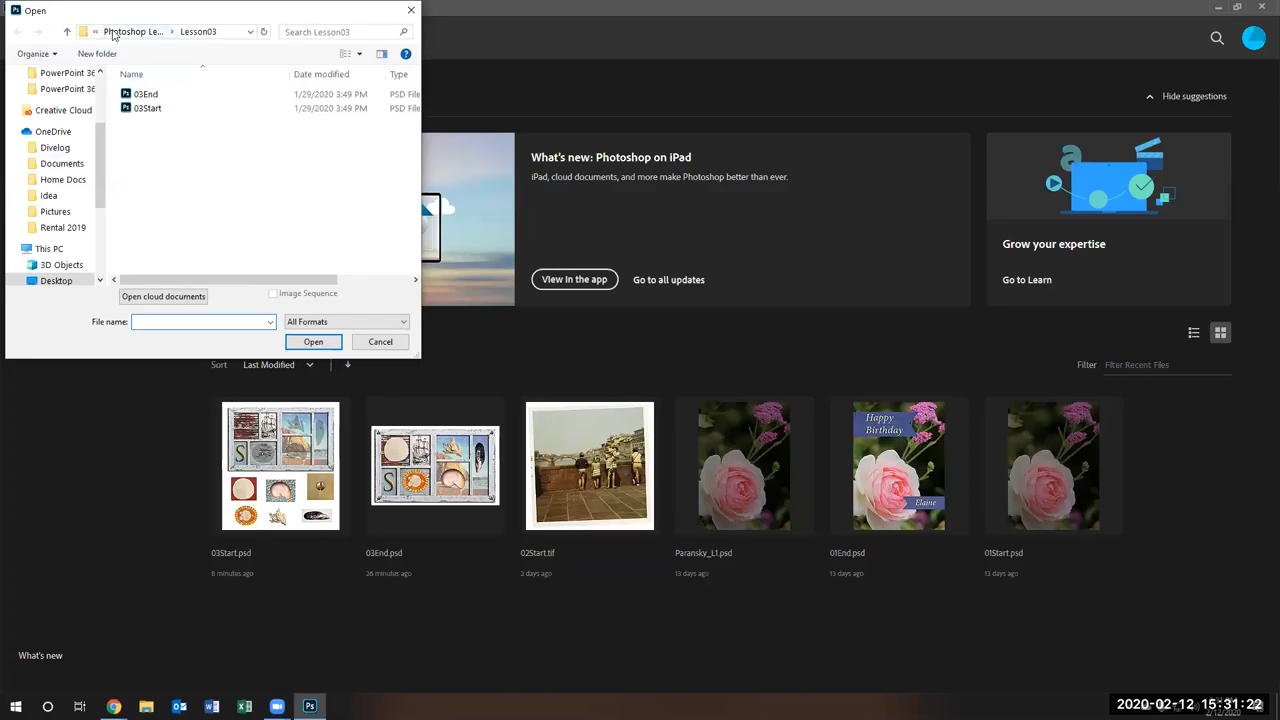 Open
« Photoshop Le... › Lesson03
Search Lesson03
Organize
New folder
Name
Date modified
Type
PowerPoint 36
PowerPoint 36
Creative Cloud
OneDrive
Divelog
Documents
Home Docs
Idea
Pictures
Rental 2019
This PC
3D Objects
Desktop
03End
1/29/2020 3:49 PM
PSD File
03Start
1/29/2020 3:49 PM
PSD File
Open cloud documents
Image Sequence
File name:
All Formats
Open
Cancel
Hide suggestions
What's new: Photoshop on iPad
iPad, cloud documents, and more make Photoshop better than ever.
View in the app
Go to all updates
Grow your expertise
Go to Learn
Sort
Last Modified
Filter
Filter Recent Files
Happy
Birthday
Elaine
03Start.psd
8 minutes ago
03End.psd
26 minutes ago
02Start.tif
2 days ago
Paransky_L1.psd
13 days ago
01End.psd
13 days ago
01Start.psd
13 days ago
What's new
2020-02-12 15:31:22